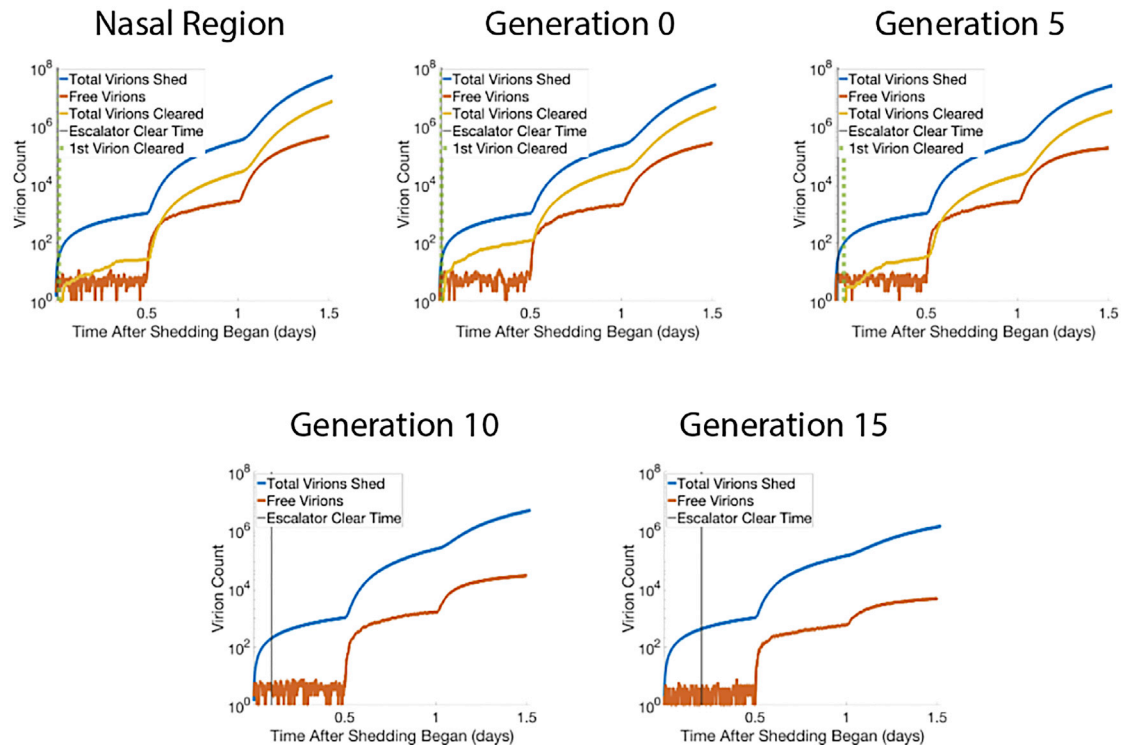 Nasal Region
10^8
Total Virions Shed
Free Virions
Total Virions Cleared
Escalator Clear Time
1st Virion Cleared
10^6
10^4
10^2
10^0
Virion Count
0.5
1
1.5
Time After Shedding Began (days)
Generation 0
10^8
Total Virions Shed
Free Virions
Total Virions Cleared
Escalator Clear Time
1st Virion Cleared
10^6
10^4
10^2
10^0
Virion Count
0.5
1
1.5
Time After Shedding Began (days)
Generation 5
10^8
Total Virions Shed
Free Virions
Total Virions Cleared
Escalator Clear Time
1st Virion Cleared
10^6
10^4
10^2
10^0
Virion Count
0.5
1
1.5
Time After Shedding Began (days)
Generation 10
10^8
Total Virions Shed
Free Virions
Escalator Clear Time
10^6
10^4
10^2
10^0
Virion Count
0.5
1
1.5
Time After Shedding Began (days)
Generation 15
10^8
Total Virions Shed
Free Virions
Escalator Clear Time
10^6
10^4
10^2
10^0
Virion Count
0.5
1
1.5
Time After Shedding Began (days)